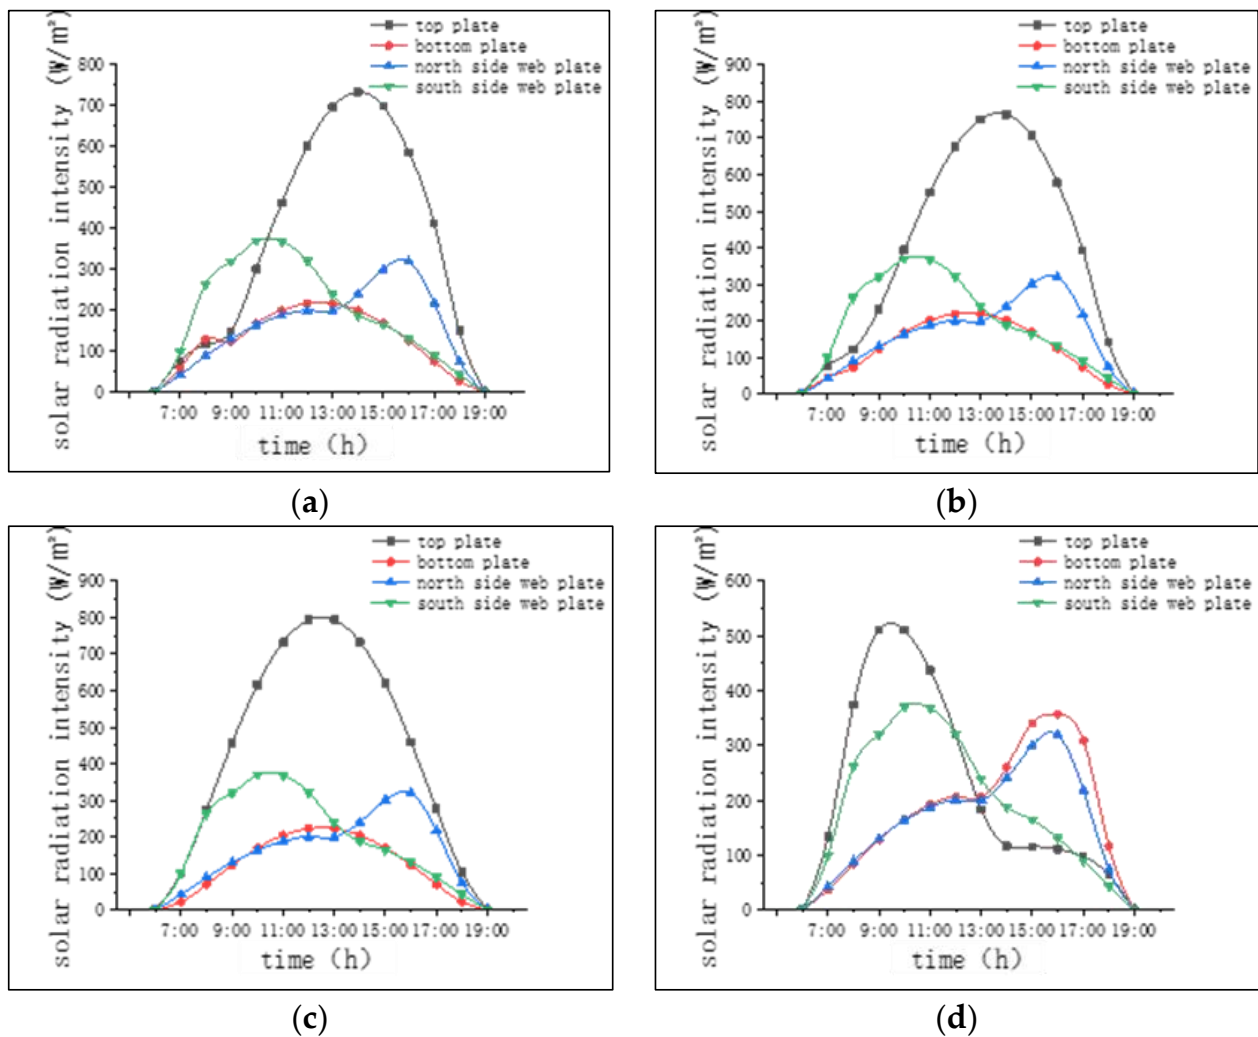 solar radiation intensity (W/m²)
top plate
bottom plate
north side web plate
south side web plate
800
700
600
500
400
300
200
100
0
7:00 9:00 11:00 13:00 15:00 17:00 19:00
time (h)
(a)
solar radiation intensity (W/m²)
top plate
bottom plate
north side web plate
south side web plate
900
800
700
600
500
400
300
200
100
0
7:00 9:00 11:00 13:00 15:00 17:00 19:00
time (h)
(b)
solar radiation intensity (W/m²)
top plate
bottom plate
north side web plate
south side web plate
900
800
700
600
500
400
300
200
100
0
7:00 9:00 11:00 13:00 15:00 17:00 19:00
time (h)
(c)
solar radiation intensity (W/m²)
top plate
bottom plate
north side web plate
south side web plate
600
500
400
300
200
100
0
7:00 9:00 11:00 13:00 15:00 17:00 19:00
time (h)
(d)